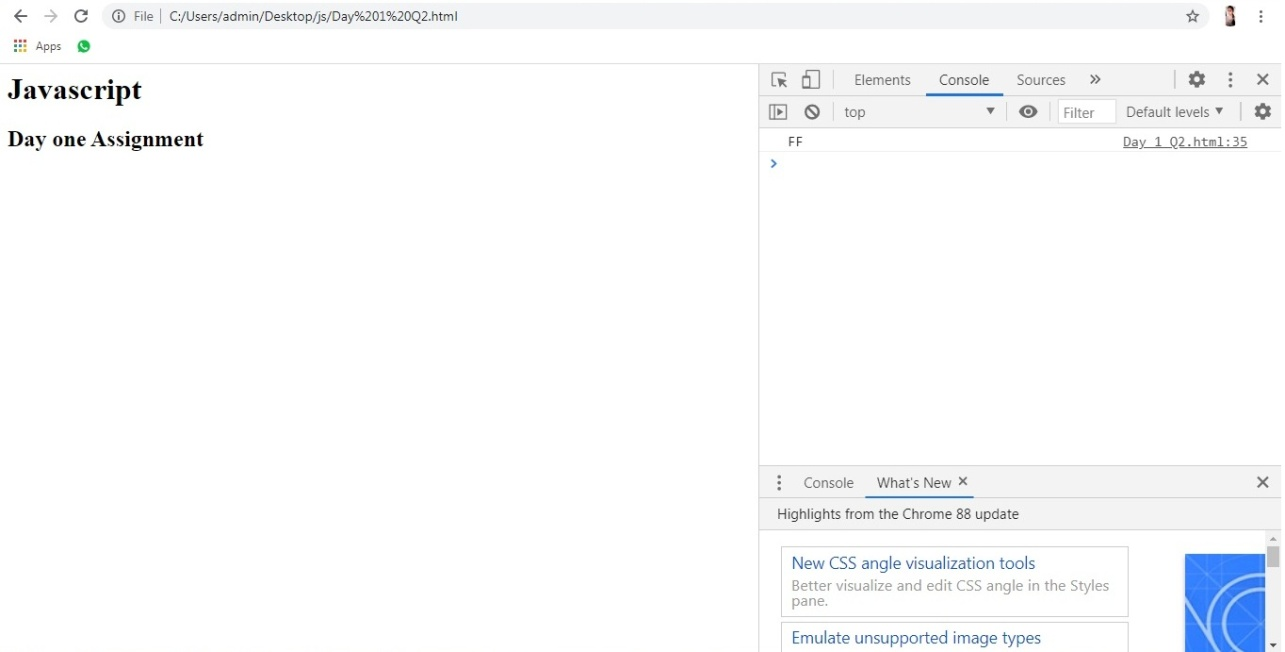 File C:/Users/admin/Desktop/js/Day%201%20Q2.html
Apps
Javascript
Day one Assignment
Elements Console Sources »
top Filter Default levels
FF Day 1 Q2.html:35
Console What's New
Highlights from the Chrome 88 update
New CSS angle visualization tools
Better visualize and edit CSS angle in the Styles
pane.
Emulate unsupported image types